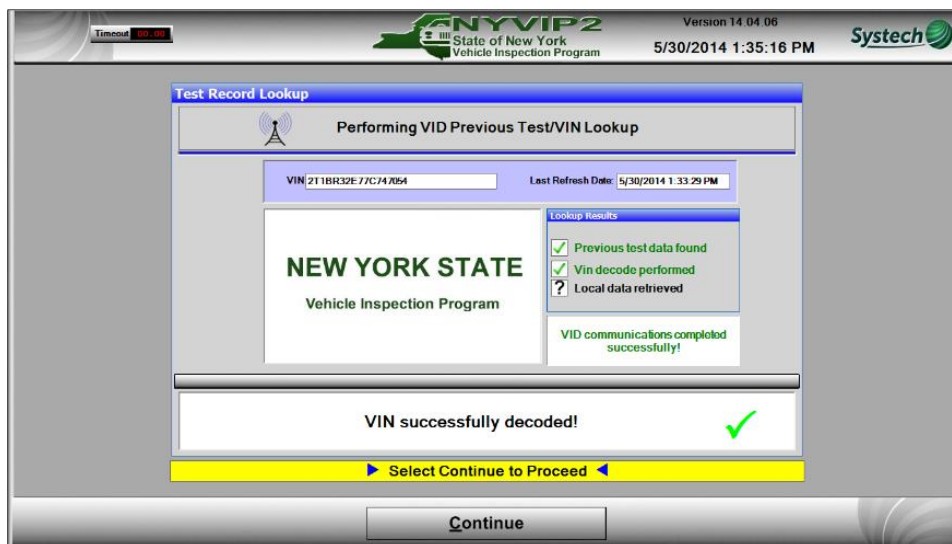 Timeout 00:00
NYVIP2
State of New York
Vehicle Inspection Program
Version 14.04.06
5/30/2014 1:35:16 PM
Systech
Test Record Lookup
Performing VID Previous Test/VIN Lookup
VIN 2T1BR32E77C747054 Last Refresh Date: 5/30/2014 1:33:29 PM
NEW YORK STATE
Vehicle Inspection Program
Lookup Results
Previous test data found
Vin decode performed
? Local data retrieved
VID communications completed
successfully!
VIN successfully decoded!
Select Continue to Proceed
Continue